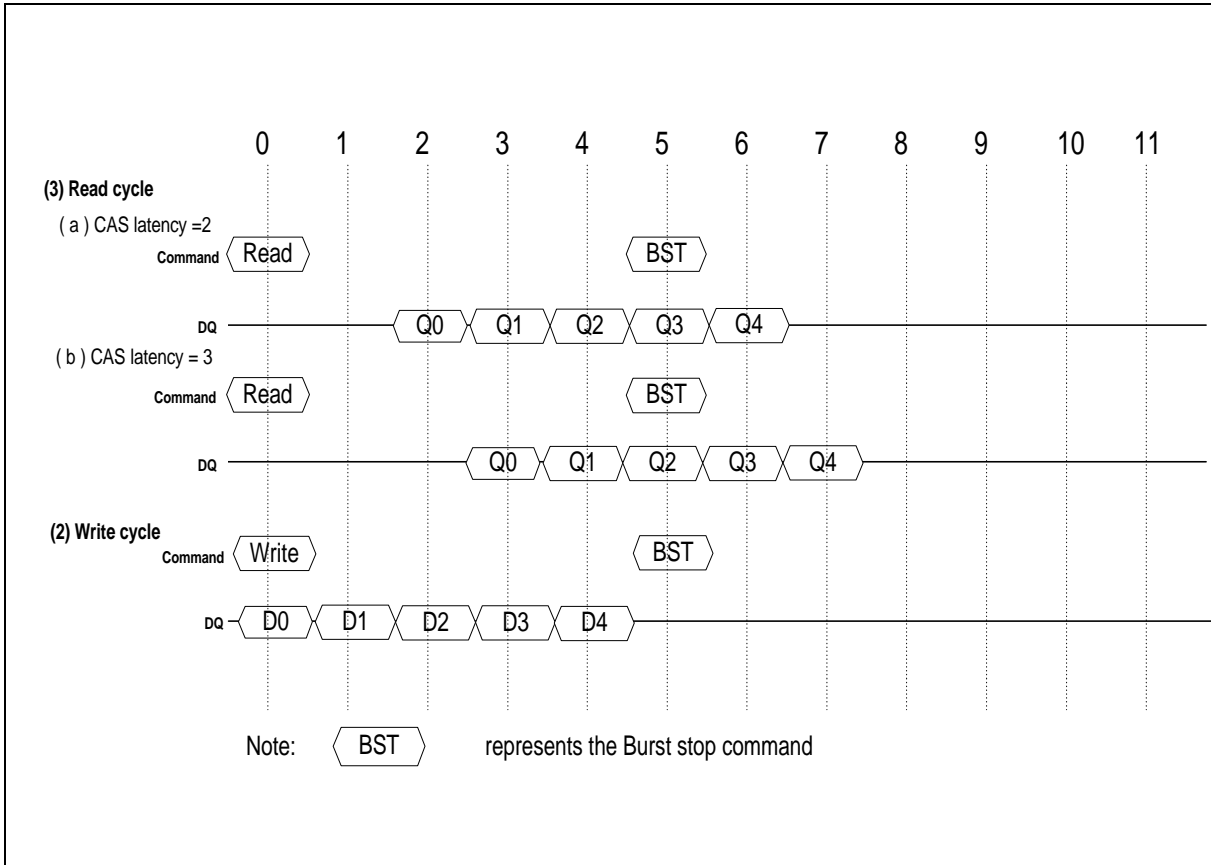 0 1 2 3 4 5 6 7 8 9 10 11
(3) Read cycle
( a ) CAS latency =2
Command Read BST
DQ Q0 Q1 Q2 Q3 Q4
( b ) CAS latency = 3
Command Read BST
DQ Q0 Q1 Q2 Q3 Q4
(2) Write cycle
Command Write BST
DQ D0 D1 D2 D3 D4
Note: BST represents the Burst stop command